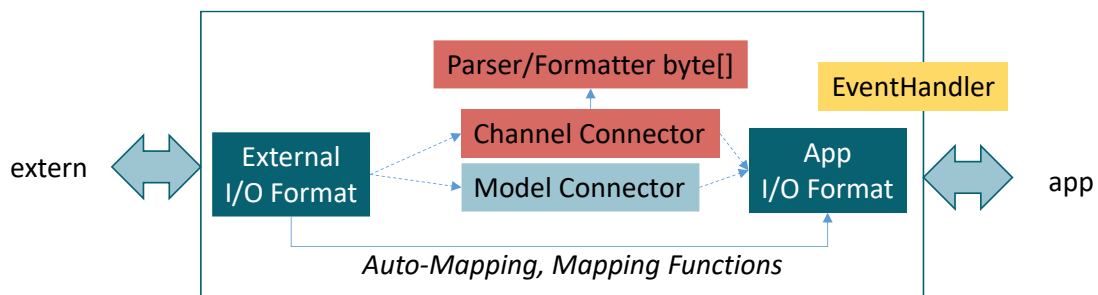 Parser/Formatter byte[]
EventHandler
extern
External
I/O Format
Channel Connector
Model Connector
App
I/O Format
app
Auto-Mapping, Mapping Functions